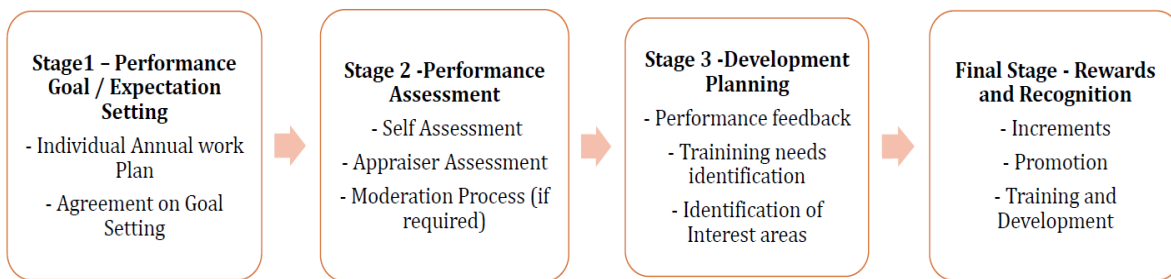 Stage1 – Performance
Goal / Expectation
Setting
- Individual Annual work
Plan
- Agreement on Goal
Setting
Stage 2 -Performance
Assessment
- Self Assessment
- Appraiser Assessment
- Moderation Process (if
required)
Stage 3 -Development
Planning
- Performance feedback
- Trainining needs
identification
- Identification of
Interest areas
Final Stage - Rewards
and Recognition
- Increments
- Promotion
- Training and
Development